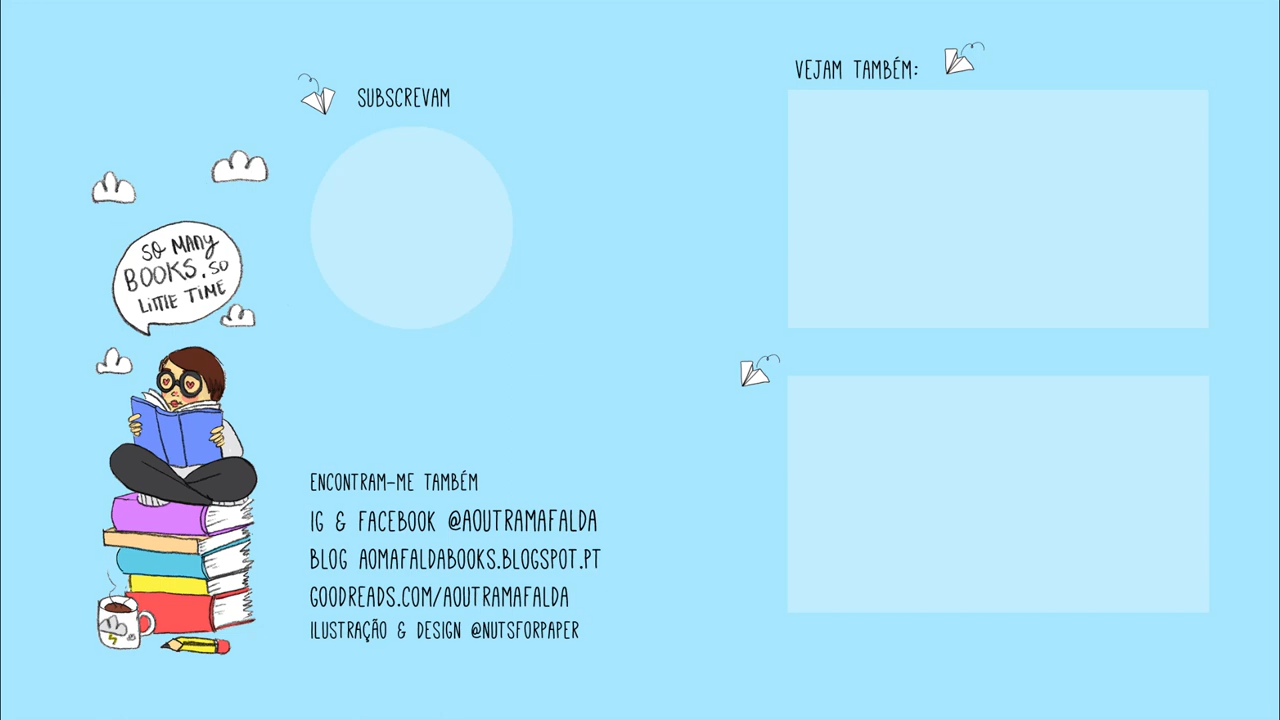 SUBSCREVAM
VEJAM TAMBÉM:
SO MANY
BOOKS, SO
LITTLE TIME
ENCONTRAM-ME TAMBÉM
IG & FACEBOOK @AOUTRAMAFALDA
BLOG AOMAFALDABOOKS.BLOGSPOT.PT
GOODREADS.COM/AOUTRAMAFALDA
ILUSTRAÇÃO & DESIGN @NUTSFORPAPER